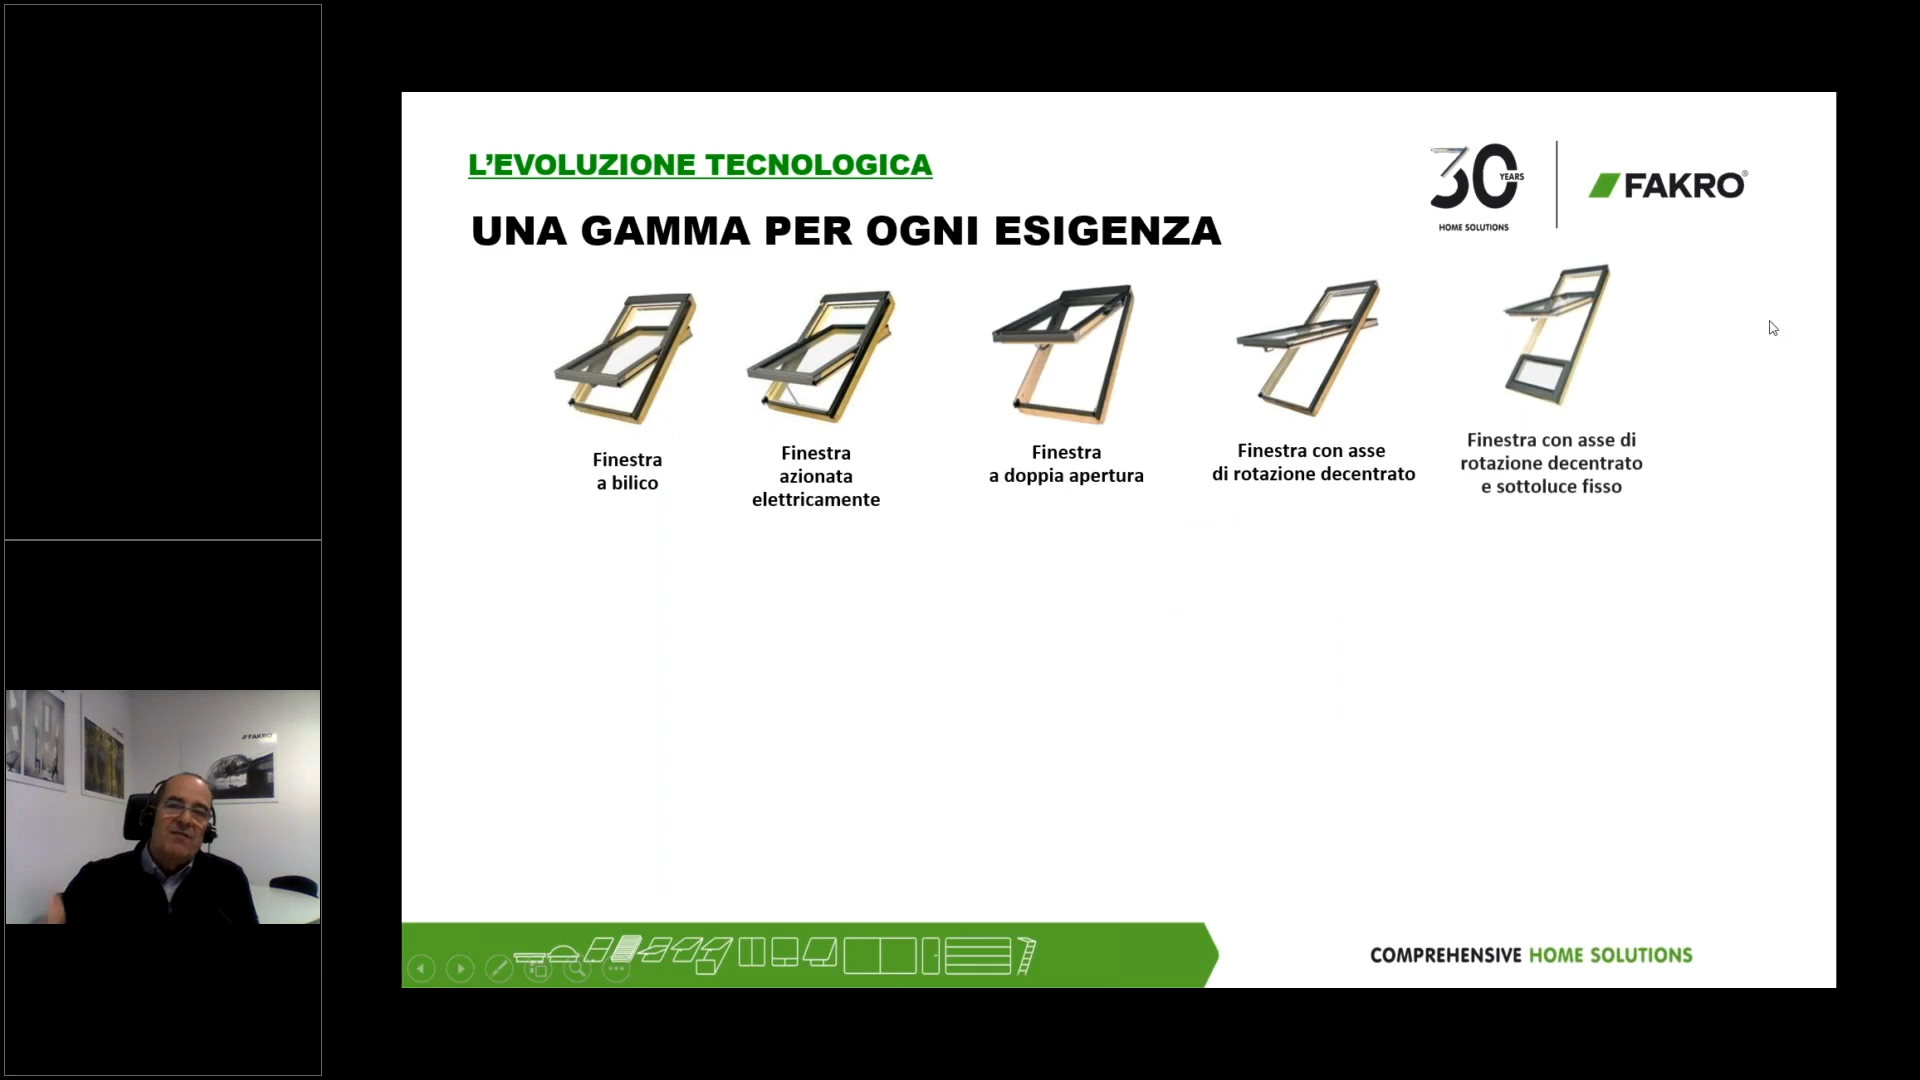 L’EVOLUZIONE TECNOLOGICA
UNA GAMMA PER OGNI ESIGENZA
30 YEARS
HOME SOLUTIONS
FAKRO®
Finestra
a bilico
Finestra
azionata
elettricamente
Finestra
a doppia apertura
Finestra con asse
di rotazione decentrato
Finestra con asse di
rotazione decentrato
e sottoluce fisso
FAKRO
COMPREHENSIVE HOME SOLUTIONS